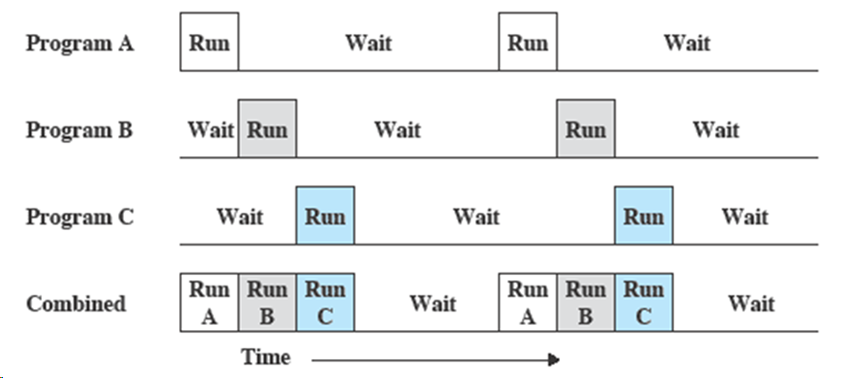 Program A Run Wait Run Wait
Program B Wait Run Wait Run Wait
Program C Wait Run Wait Run Wait
Combined Run A Run B Run C Wait Run A Run B Run C Wait
Time